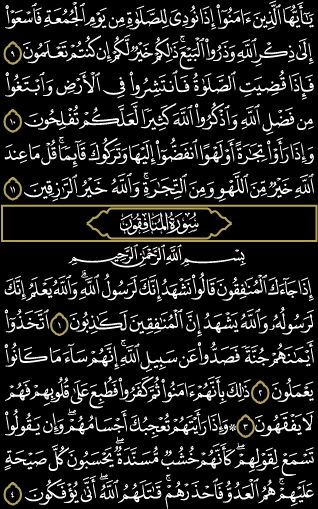 يَٰٓأَيُّهَا ٱلَّذِينَ ءَامَنُوٓا۟ إِذَا نُودِىَ لِلصَّلَوٰةِ مِن يَوْمِ ٱلْجُمُعَةِ فَٱسْعَوْا۟
إِلَىٰ ذِكْرِ ٱللَّهِ وَذَرُوا۟ ٱلْبَيْعَ ۚ ذَٰلِكُمْ خَيْرٌ لَّكُمْ إِن كُنتُمْ تَعْلَمُونَ ٩
فَإِذَا قُضِيَتِ ٱلصَّلَوٰةُ فَٱنتَشِرُوا۟ فِى ٱلْأَرْضِ وَٱبْتَغُوا۟
مِن فَضْلِ ٱللَّهِ وَٱذْكُرُوا۟ ٱللَّهَ كَثِيرًا لَّعَلَّكُمْ تُفْلِحُونَ ١٠
وَإِذَا رَأَوْا۟ تِجَٰرَةً أَوْ لَهْوًا ٱنفَضُّوٓا۟ إِلَيْهَا وَتَرَكُوكَ قَآئِمًا ۚ قُلْ مَا عِندَ
ٱللَّهِ خَيْرٌ مِّنَ ٱللَّهْوِ وَمِنَ ٱلتِّجَٰرَةِ ۚ وَٱللَّهُ خَيْرُ ٱلرَّٰزِقِينَ ١١
سُورَةُ المُنَافِقُونَ
بِسْمِ ٱللَّهِ ٱلرَّحْمَٰنِ ٱلرَّحِيمِ
إِذَا جَآءَكَ ٱلْمُنَٰفِقُونَ قَالُوا۟ نَشْهَدُ إِنَّكَ لَرَسُولُ ٱللَّهِ ۗ وَٱللَّهُ يَعْلَمُ إِنَّكَ
لَرَسُولُهُۥ وَٱللَّهُ يَشْهَدُ إِنَّ ٱلْمُنَٰفِقِينَ لَكَٰذِبُونَ ١ ٱتَّخَذُوٓا۟
أَيْمَٰنَهُمْ جُنَّةً فَصَدُّوا۟ عَن سَبِيلِ ٱللَّهِ ۚ إِنَّهُمْ سَآءَ مَا كَانُوا۟
يَعْمَلُونَ ٢ ذَٰلِكَ بِأَنَّهُمْ ءَامَنُوا۟ ثُمَّ كَفَرُوا۟ فَطُبِعَ عَلَىٰ قُلُوبِهِمْ فَهُمْ
لَا يَفْقَهُونَ ٣ ۞ وَإِذَا رَأَيْتَهُمْ تُعْجِبُكَ أَجْسَامُهُمْ ۖ وَإِن يَقُولُوا۟
تَسْمَعْ لِقَوْلِهِمْ ۖ كَأَنَّهُمْ خُشُبٌ مُّسَنَّدَةٌ ۖ يَحْسَبُونَ كُلَّ صَيْحَةٍ
عَلَيْهِمْ ۚ هُمُ ٱلْعَدُوُّ فَٱحْذَرْهُمْ ۚ قَٰتَلَهُمُ ٱللَّهُ ۖ أَنَّىٰ يُؤْفَكُونَ ٤